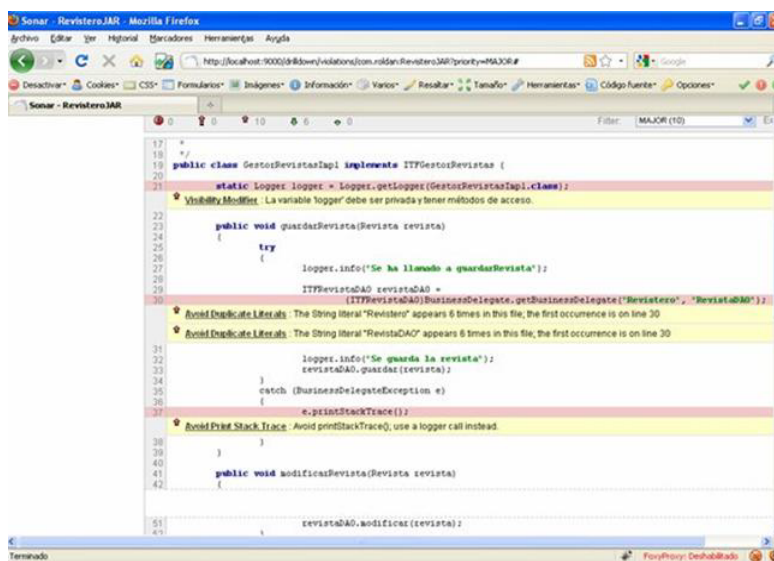 Sonar - RevisteroJAR - Mozilla Firefox
Archivo Editar Ver Historial Marcadores Herramientas Ayuda
http://localhost:9000/drilldown/violations/com.roldan:RevisteroJAR?priority=MAJOR#
Google
Desactivar Cookies CSS Formularios Imágenes Información Varios Resaltar Tamaño Herramientas Código fuente Opciones
Sonar - RevisteroJAR
0 0 10 6 0 Filter: MAJOR (10) Ex
17 *
18 */
19 public class GestorRevistasImpl implements ITFGestorRevistas {
20
21 static Logger logger = Logger.getLogger(GestorRevistasImpl.class);
Visibility Modifier : La variable 'logger' debe ser privada y tener métodos de acceso.
22
23 public void guardarRevista(Revista revista)
24 {
25 try
26 {
27 logger.info("Se ha llamado a guardarRevista");
28
29 ITFRevistaDAO revistaDAO =
30 (ITFRevistaDAO)BusinessDelegate.getBusinessDelegate("Revistero", "RevistaDAO");
Avoid Duplicate Literals : The String literal "Revistero" appears 6 times in this file; the first occurrence is on line 30
Avoid Duplicate Literals : The String literal "RevistaDAO" appears 6 times in this file; the first occurrence is on line 30
31
32 logger.info("Se guarda la revista");
33 revistaDAO.guardar(revista);
34 }
35 catch (BusinessDelegateException e)
36 {
37 e.printStackTrace();
Avoid Print Stack Trace : Avoid printStackTrace(); use a logger call instead.
38 }
39 }
40
41 public void modificarRevista(Revista revista)
42 {
51 revistaDAO.modificar(revista);
52 }
Terminado FoxyProxy: Deshabilitado